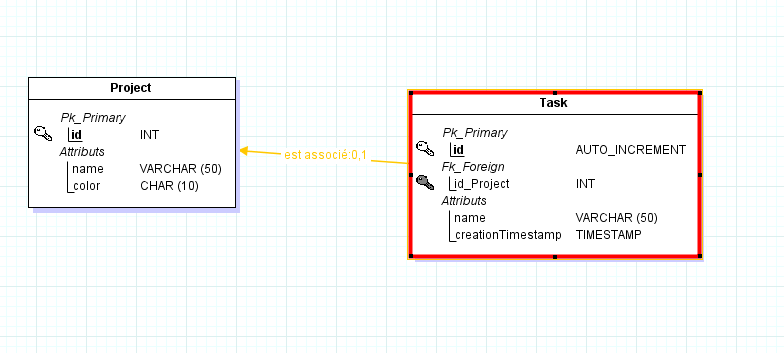 Project
Pk_Primary
id INT
Attributs
name VARCHAR (50)
color CHAR (10)
est associé:0,1
Task
Pk_Primary
id AUTO_INCREMENT
Fk_Foreign
id_Project INT
Attributs
name VARCHAR (50)
creationTimestamp TIMESTAMP